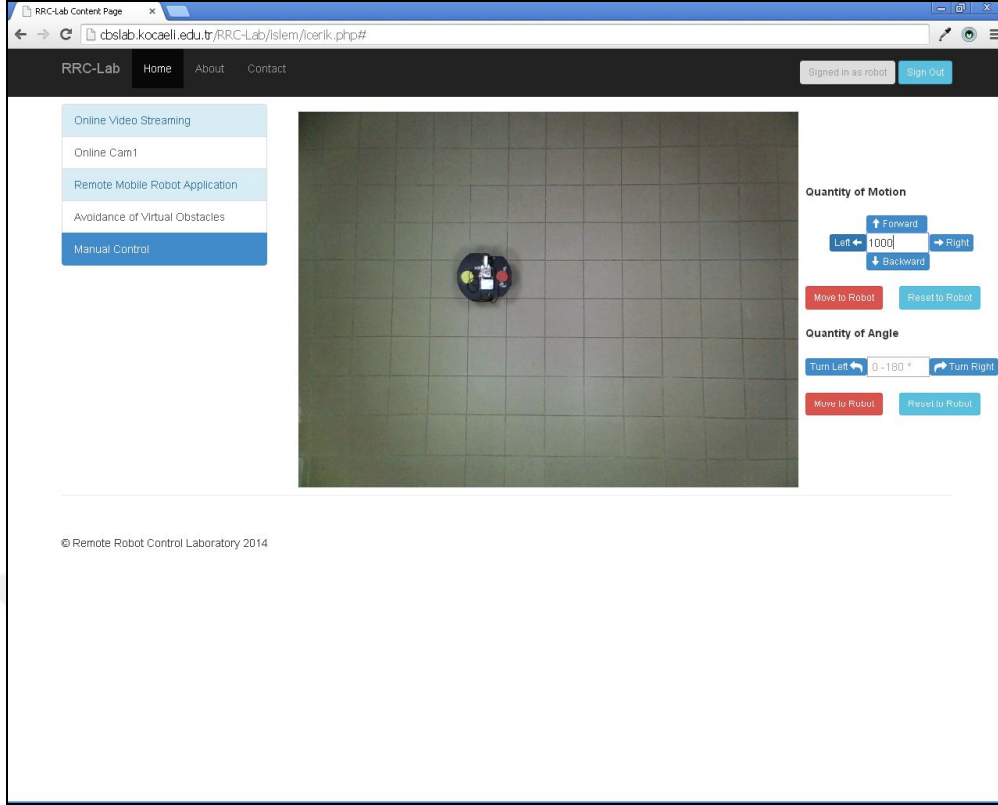 RRC-Lab Content Page
cbslab.kocaeli.edu.tr/RRC-Lab/islem/icerik.php#
RRC-Lab Home About Contact
Signed in as robot Sign Out
Online Video Streaming
Online Cam1
Remote Mobile Robot Application
Avoidance of Virtual Obstacles
Manual Control
Quantity of Motion
Forward
Left 1000 Right
Backward
Move to Robot Reset to Robot
Quantity of Angle
Turn Left 0 -180 ° Turn Right
Move to Robot Reset to Robot
© Remote Robot Control Laboratory 2014